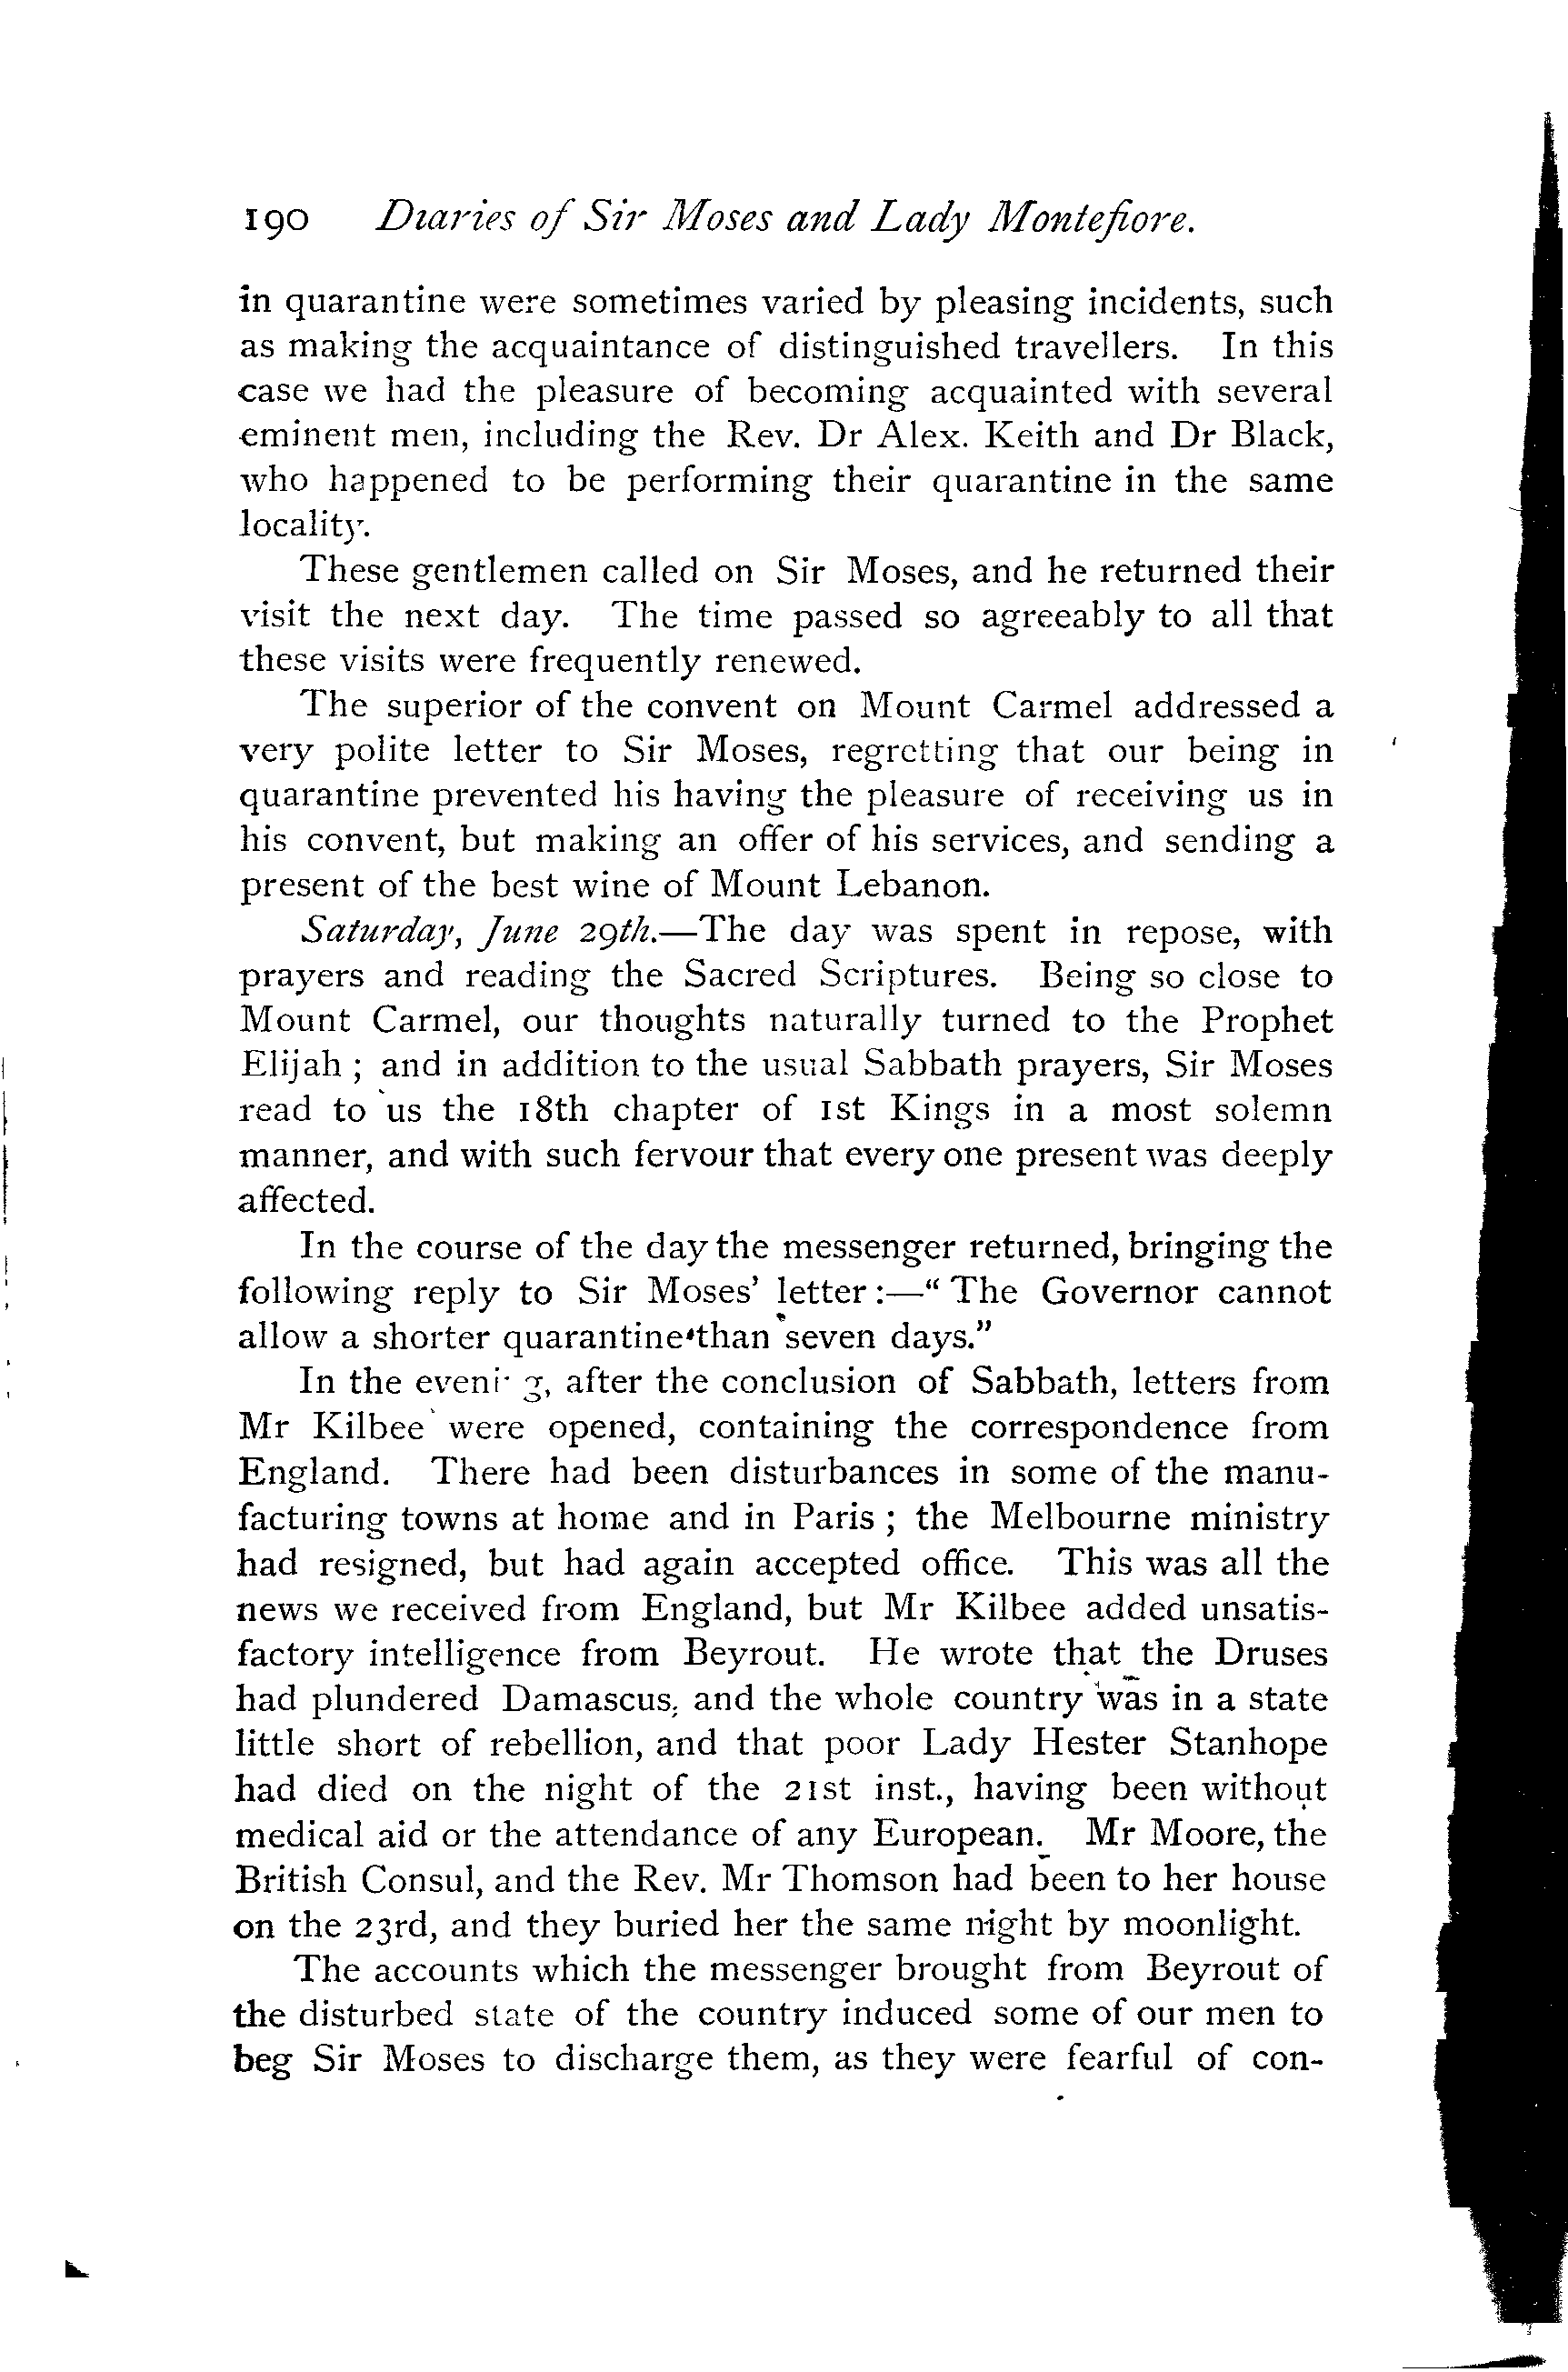 190 Diaries of Sir Moses and Lady Montefiore.
in quarantine were sometimes varied by pleasing incidents, such
as making the acquaintance of distinguished travellers. In this
case we had the pleasure of becoming acquainted with several
eminent men, including the Rev. Dr Alex. Keith and Dr Black,
who happened to be performing their quarantine in the same
locality.
These gentlemen called on Sir Moses, and he returned their
visit the next day. The time passed so agreeably to all that
these visits were frequently renewed.
The superior of the convent on Mount Carmel addressed a
very polite letter to Sir Moses, regretting that our being in
quarantine prevented his having the pleasure of receiving us in
his convent, but making an offer of his services, and sending a
present of the best wine of Mount Lebanon.
Saturday, June 29th.—The day was spent in repose, with
prayers and reading the Sacred Scriptures. Being so close to
Mount Carmel, our thoughts naturally turned to the Prophet
Elijah ; and in addition to the usual Sabbath prayers, Sir Moses
read to us the 18th chapter of 1st Kings in a most solemn
manner, and with such fervour that every one present was deeply
affected.
In the course of the day the messenger returned, bringing the
following reply to Sir Moses' letter :—" The Governor cannot
allow a shorter quarantine than seven days."
In the evening, after the conclusion of Sabbath, letters from
Mr Kilbee were opened, containing the correspondence from
England. There had been disturbances in some of the manu-
facturing towns at home and in Paris ; the Melbourne ministry
had resigned, but had again accepted office. This was all the
news we received from England, but Mr Kilbee added unsatis-
factory intelligence from Beyrout. He wrote that the Druses
had plundered Damascus, and the whole country was in a state
little short of rebellion, and that poor Lady Hester Stanhope
had died on the night of the 21st inst., having been without
medical aid or the attendance of any European. Mr Moore, the
British Consul, and the Rev. Mr Thomson had been to her house
on the 23rd, and they buried her the same night by moonlight.
The accounts which the messenger brought from Beyrout of
the disturbed state of the country induced some of our men to
beg Sir Moses to discharge them, as they were fearful of con-